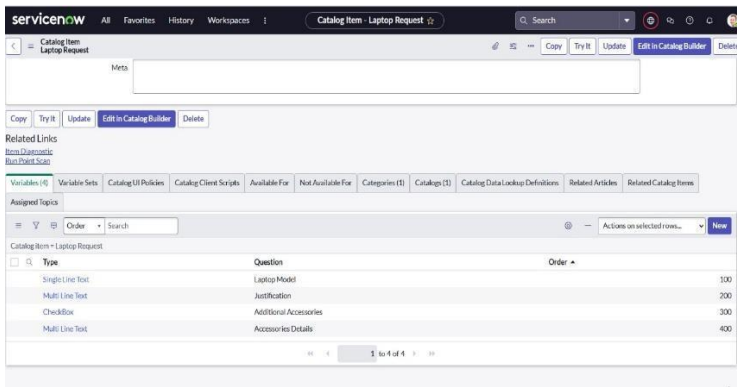 servicenow All Favorites History Workspaces Catalog Item - Laptop Request Search
Catalog Item
Laptop Request
Copy Try It Update Edit in Catalog Builder Delete
Meta
Copy Try It Update Edit in Catalog Builder Delete
Related Links
Item Diagnostic
Run Point Scan
Variables (4) Variable Sets Catalog UI Policies Catalog Client Scripts Available For Not Available For Categories (1) Catalogs (1) Catalog Data Lookup Definitions Related Articles Related Catalog Items
Assigned Topics
Order Search Actions on selected rows... New
Catalog item = Laptop Request
Type Question Order
Single Line Text Laptop Model 100
Multi Line Text Justification 200
CheckBox Additional Accessories 300
Multi Line Text Accessories Details 400
1 to 4 of 4